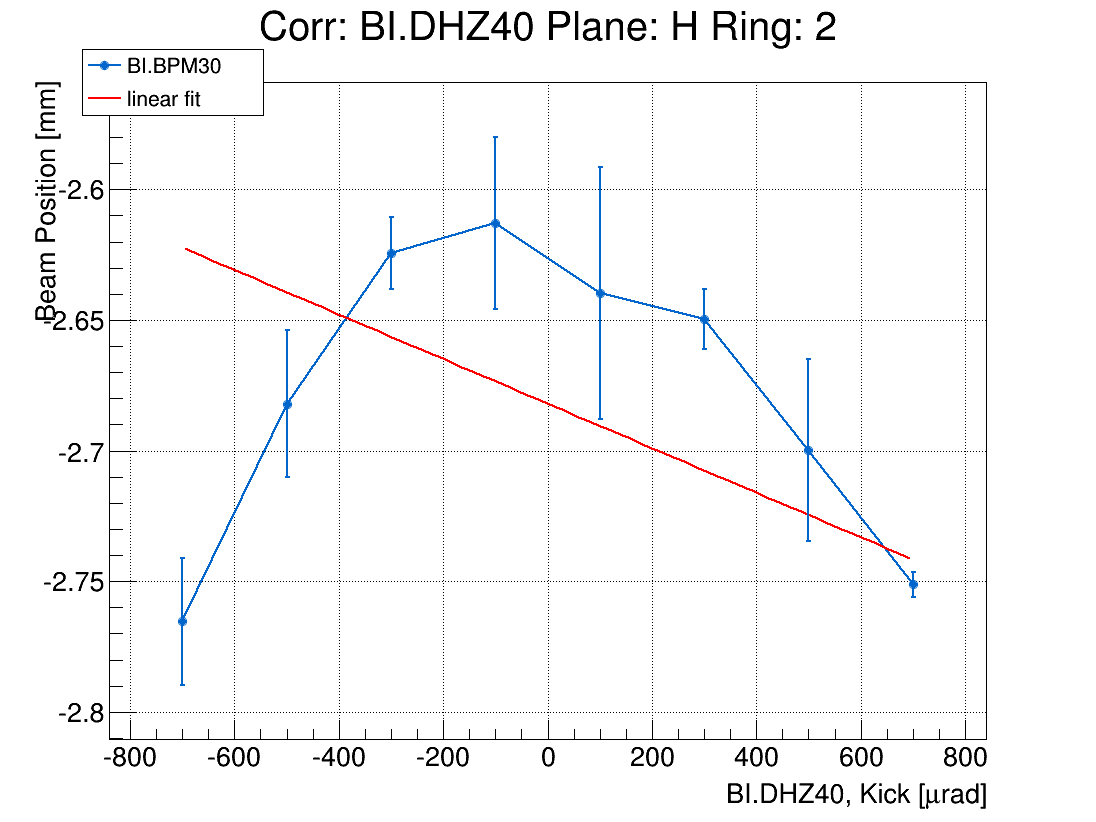 Corr: BI.DHZ40 Plane: H Ring: 2
BI.BPM30
linear fit
Beam Position [mm]
-2.6
-2.65
-2.7
-2.75
-2.8
-800
-600
-400
-200
0
200
400
600
800
BI.DHZ40, Kick [μrad]